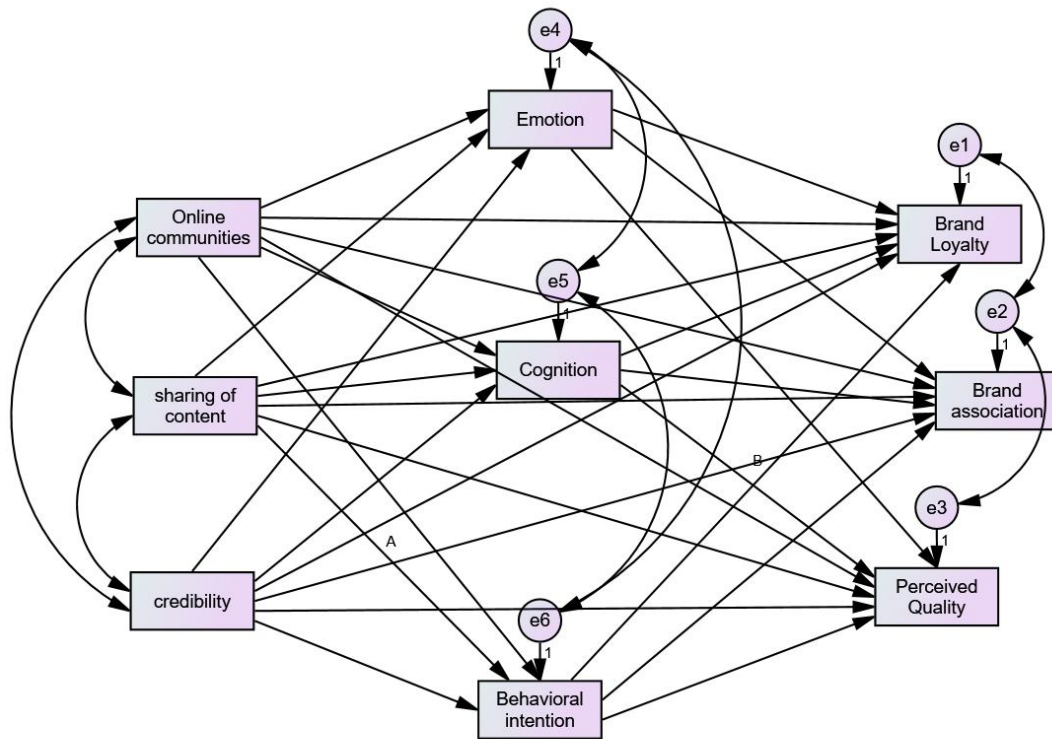 e4
1
Emotion
e1
1
Online
communities
Brand
Loyalty
e5
1
e2
1
Cognition
sharing of
content
Brand
association
B
e3
1
A
credibility
Perceived
Quality
e6
1
Behavioral
intention